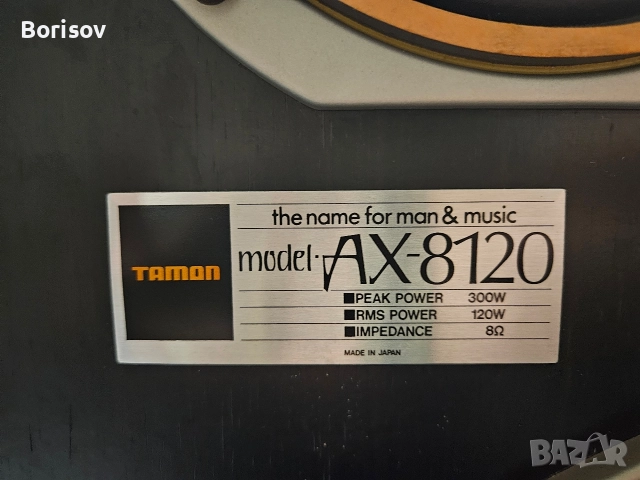 Borisov
the name for man & music
TAMON
model·AX-8120
■PEAK POWER 300W
■RMS POWER 120W
■IMPEDANCE 8Ω
MADE IN JAPAN
BAZAR